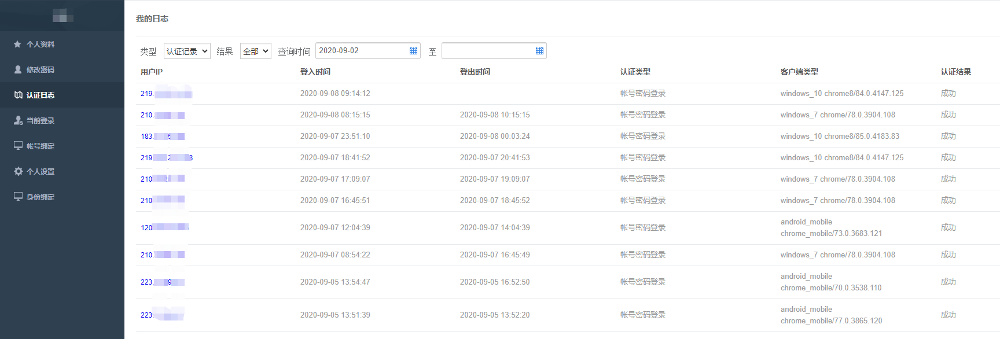 个人资料
修改密码
认证日志
当前登录
帐号绑定
个人设置
身份绑定
我的日志
类型 认证记录 结果 全部 查询时间 2020-09-02 至
用户IP 登入时间 登出时间 认证类型 客户端类型 认证结果
219. 2020-09-08 09:14:12 帐号密码登录 windows_10 chrome8/84.0.4147.125 成功
210. 2020-09-08 08:15:15 2020-09-08 10:15:15 帐号密码登录 windows_7 chrome/78.0.3904.108 成功
183. 2020-09-07 23:51:10 2020-09-08 00:03:24 帐号密码登录 windows_10 chrome8/85.0.4183.83 成功
219 2020-09-07 18:41:52 2020-09-07 20:41:53 帐号密码登录 windows_10 chrome8/84.0.4147.125 成功
210 2020-09-07 17:09:07 2020-09-07 19:09:07 帐号密码登录 windows_7 chrome/78.0.3904.108 成功
210 2020-09-07 16:45:51 2020-09-07 18:45:52 帐号密码登录 windows_7 chrome/78.0.3904.108 成功
120 2020-09-07 12:04:39 2020-09-07 14:04:39 帐号密码登录 android_mobile
chrome_mobile/73.0.3683.121 成功
210. 2020-09-07 08:54:22 2020-09-07 16:45:49 帐号密码登录 windows_7 chrome/78.0.3904.108 成功
223. 2020-09-05 13:54:47 2020-09-05 16:52:50 帐号密码登录 android_mobile
chrome_mobile/70.0.3538.110 成功
223. 2020-09-05 13:51:39 2020-09-05 13:52:20 帐号密码登录 android_mobile
chrome_mobile/77.0.3865.120 成功